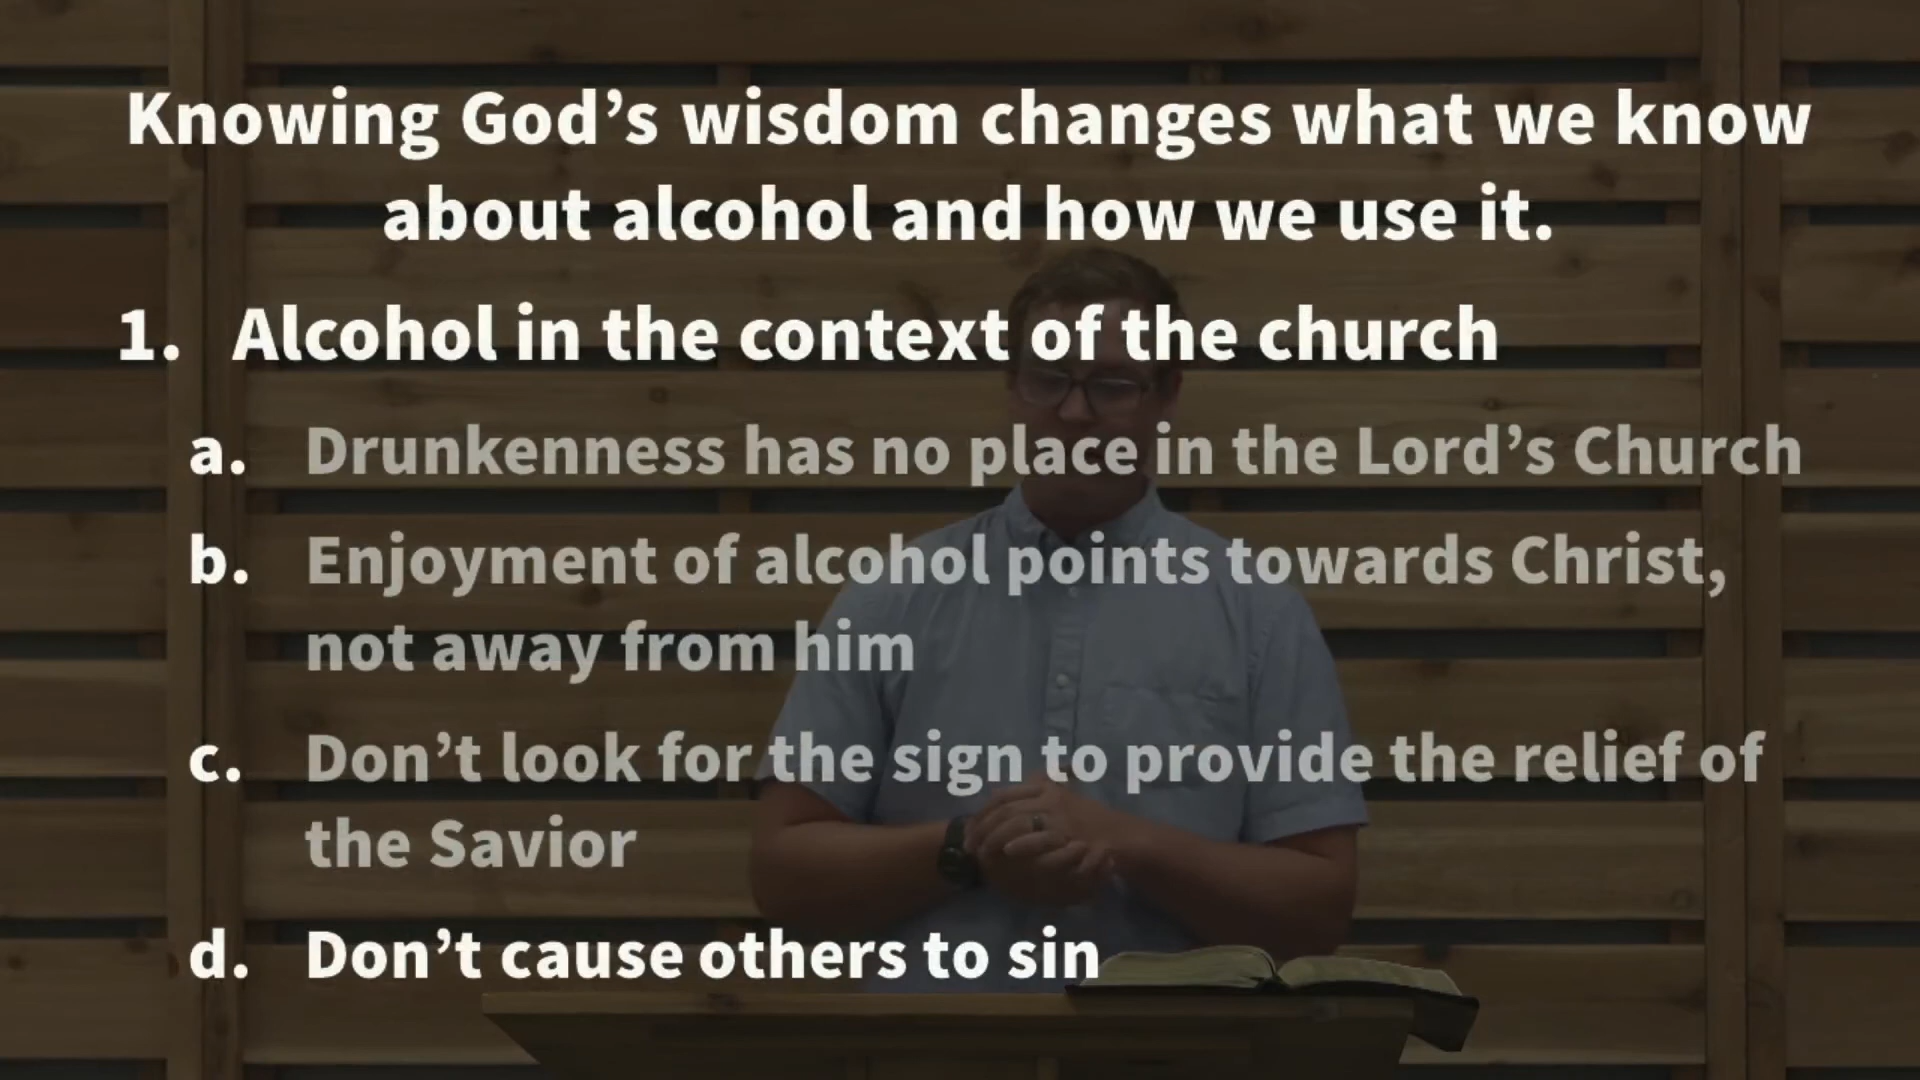 Knowing God’s wisdom changes what we know
about alcohol and how we use it.
1. Alcohol in the context of the church
a. Drunkenness has no place in the Lord’s Church
b. Enjoyment of alcohol points towards Christ,
not away from him
c. Don’t look for the sign to provide the relief of
the Savior
d. Don’t cause others to sin